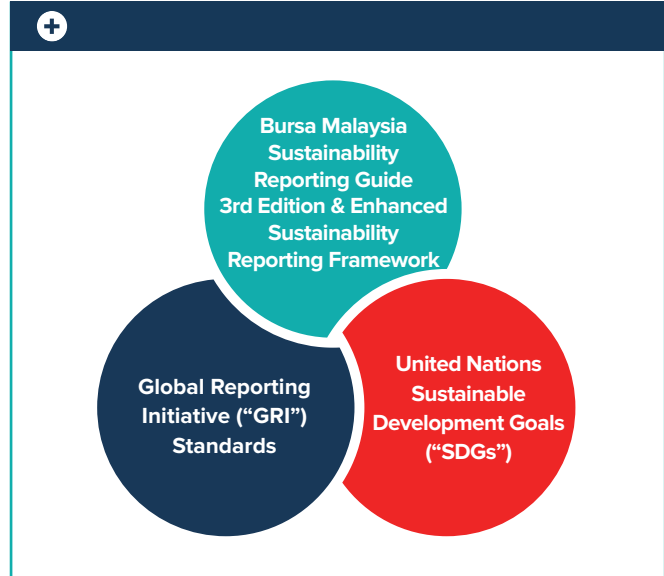 Bursa Malaysia
Sustainability
Reporting Guide
3rd Edition & Enhanced
Sustainability
Reporting Framework
Global Reporting
Initiative (“GRI”)
Standards
United Nations
Sustainable
Development Goals
(“SDGs”)